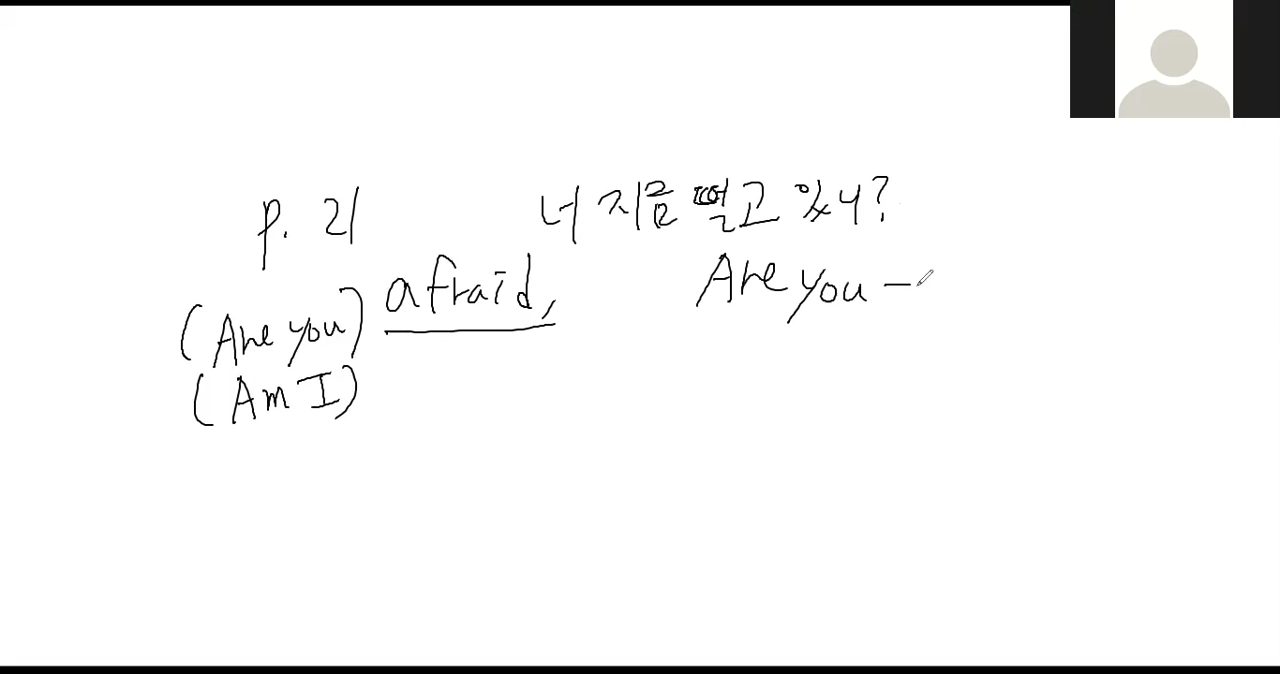 p. 21
너 지금 떨고 있니?
afraid,
Are you —
(Are you)
(Am I)